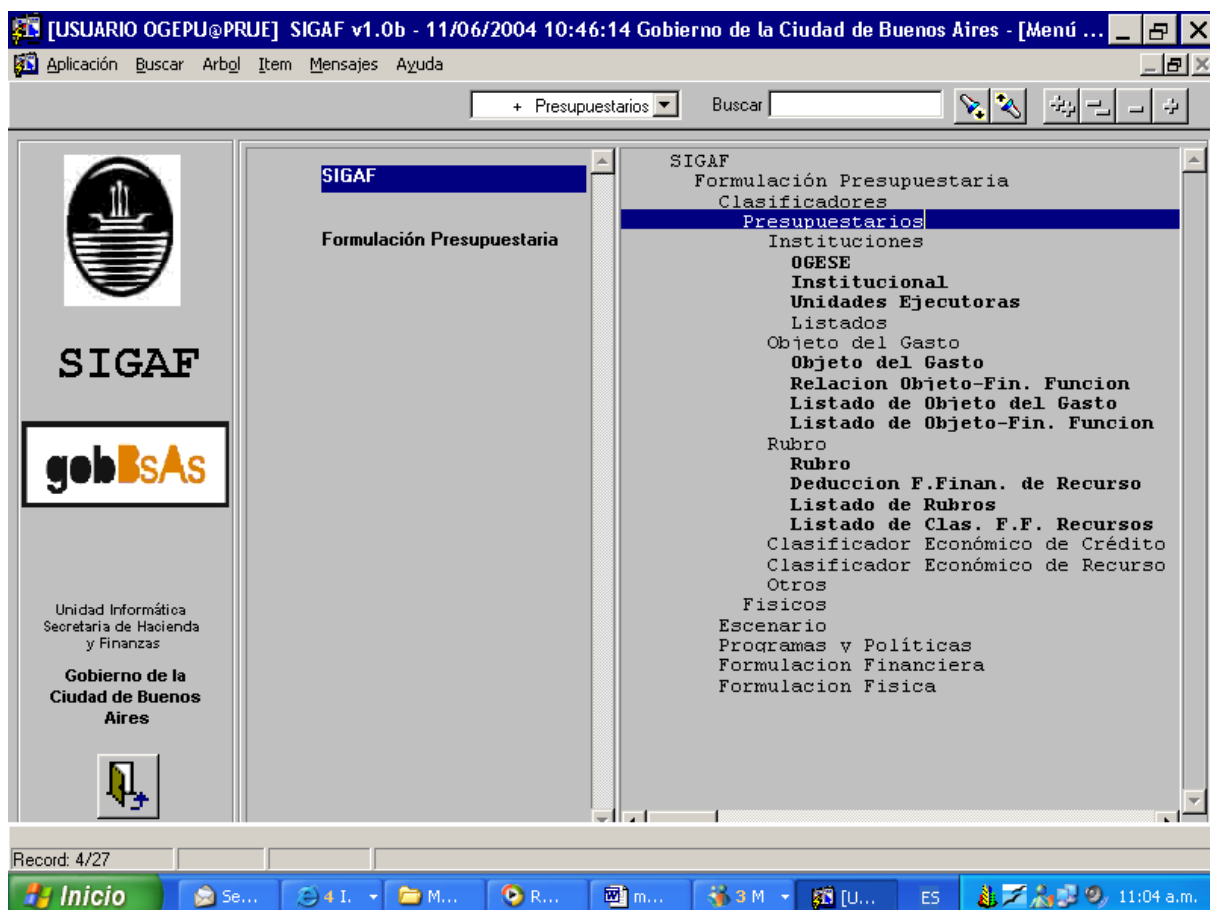 [USUARIO OGEPU@PRUE] SIGAF v1.0b - 11/06/2004 10:46:14 Gobierno de la Ciudad de Buenos Aires - [Menú ...
Aplicación Buscar Arbol Item Mensajes Ayuda
+ Presupuestarios Buscar
SIGAF
gobBsAs
Unidad Informática
Secretaria de Hacienda
y Finanzas
Gobierno de la
Ciudad de Buenos
Aires
SIGAF
Formulación Presupuestaria
SIGAF
Formulación Presupuestaria
Clasificadores
Presupuestarios
Instituciones
OGESE
Institucional
Unidades Ejecutoras
Listados
Objeto del Gasto
Objeto del Gasto
Relacion Objeto-Fin. Funcion
Listado de Objeto del Gasto
Listado de Objeto-Fin. Funcion
Rubro
Rubro
Deduccion F.Finan. de Recurso
Listado de Rubros
Listado de Clas. F.F. Recursos
Clasificador Económico de Crédito
Clasificador Económico de Recurso
Otros
Fisicos
Escenario
Programas y Políticas
Formulacion Financiera
Formulacion Fisica
Record: 4/27
Inicio Se... 4 I. M... R... m... 3 M [U... ES 11:04 a.m.